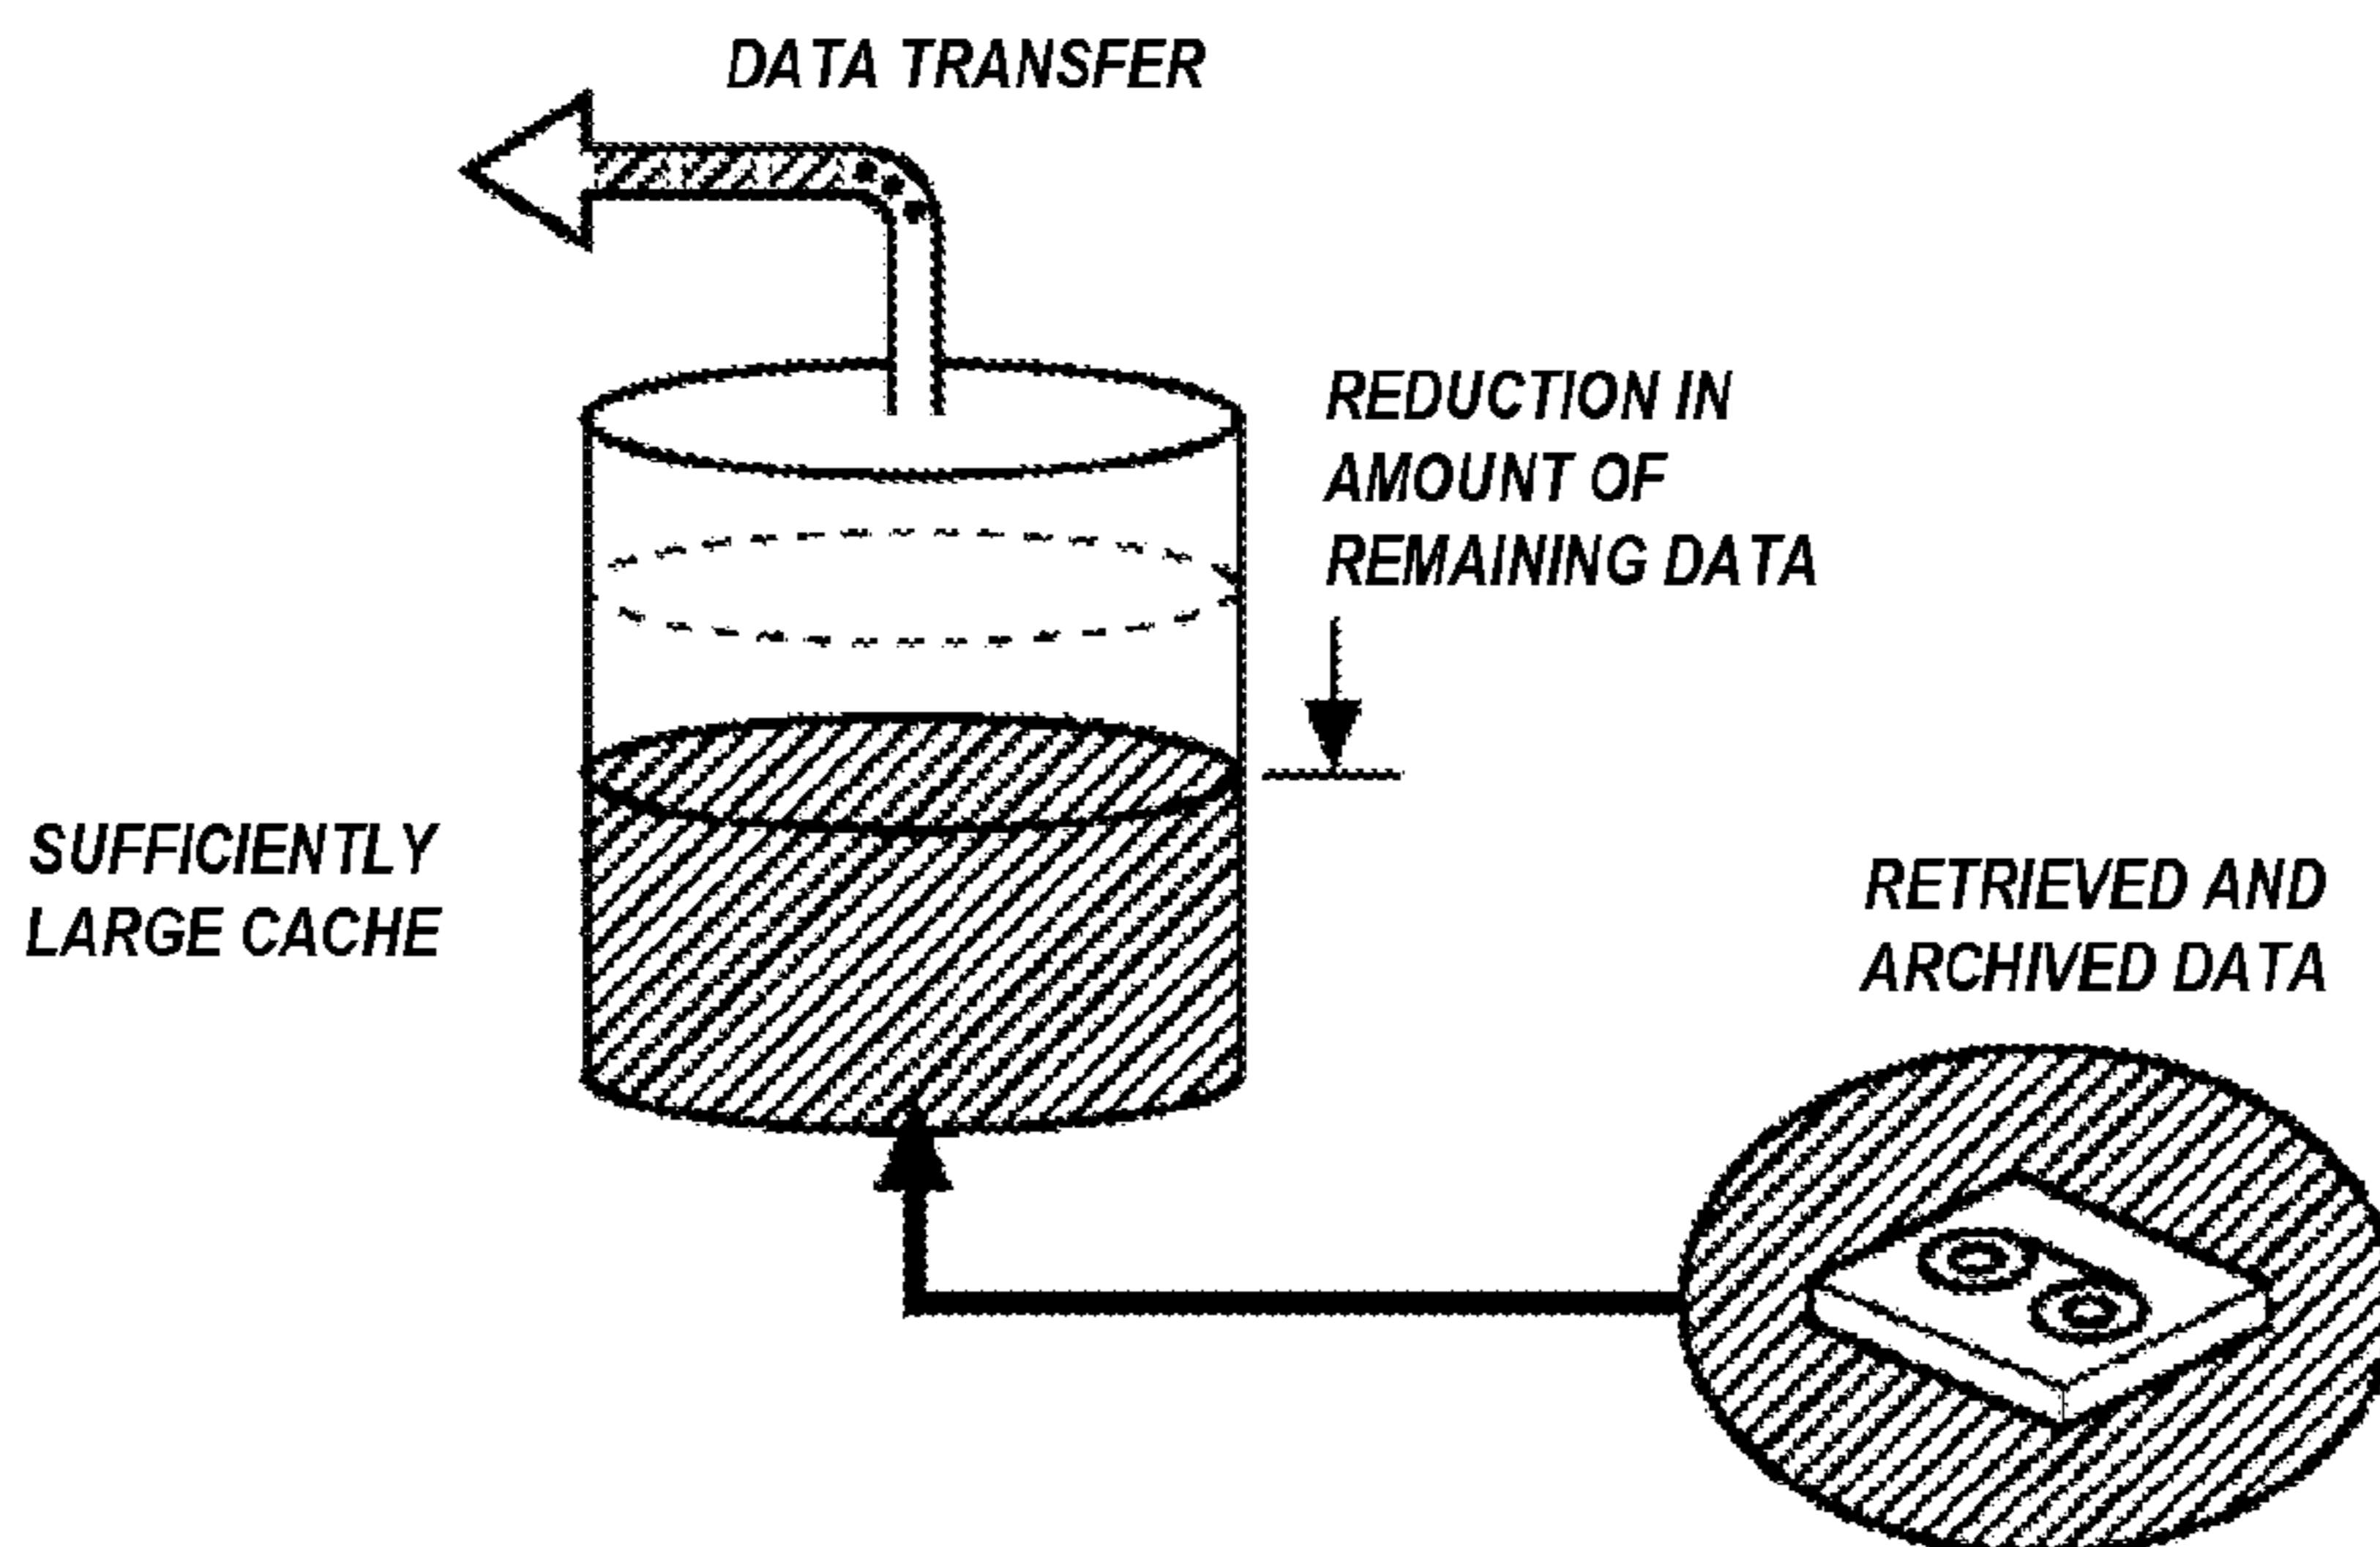 DATA TRANSFER
REDUCTION IN
AMOUNT OF
REMAINING DATA
SUFFICIENTLY
LARGE CACHE
RETRIEVED AND
ARCHIVED DATA